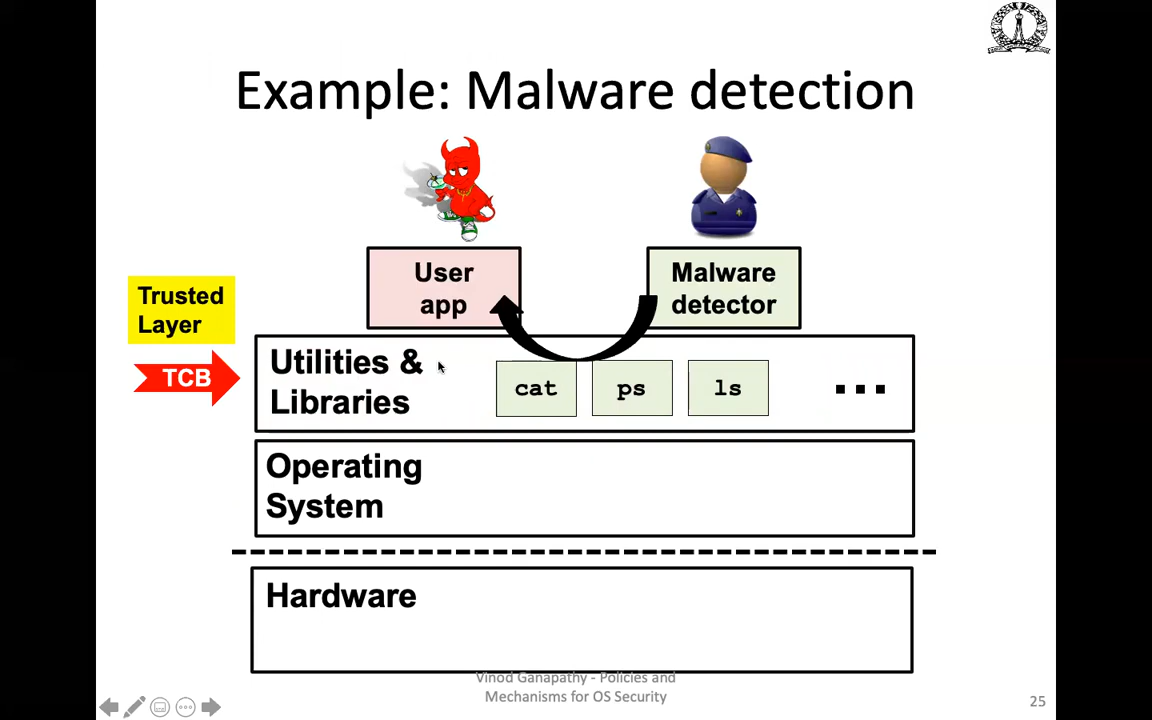 Example: Malware detection
User
app
Malware
detector
Trusted
Layer
TCB
Utilities &
Libraries
cat
ps
ls
...
Operating
System
Hardware
Vinod Ganapathy - Policies and
Mechanisms for OS Security
25